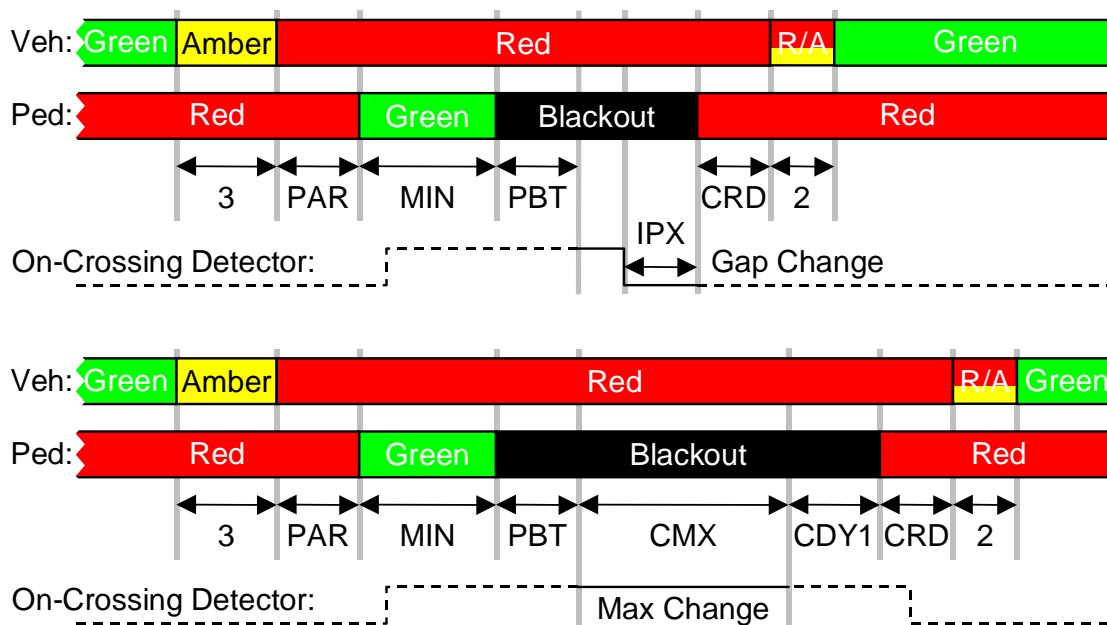 Veh: Green Amber Red R/A Green
Ped: Red Green Blackout Red
3 PAR MIN PBT CRD 2
IPX
On-Crossing Detector: Gap Change
Veh: Green Amber Red R/A Green
Ped: Red Green Blackout Red
3 PAR MIN PBT CMX CDY1 CRD 2
On-Crossing Detector: Max Change